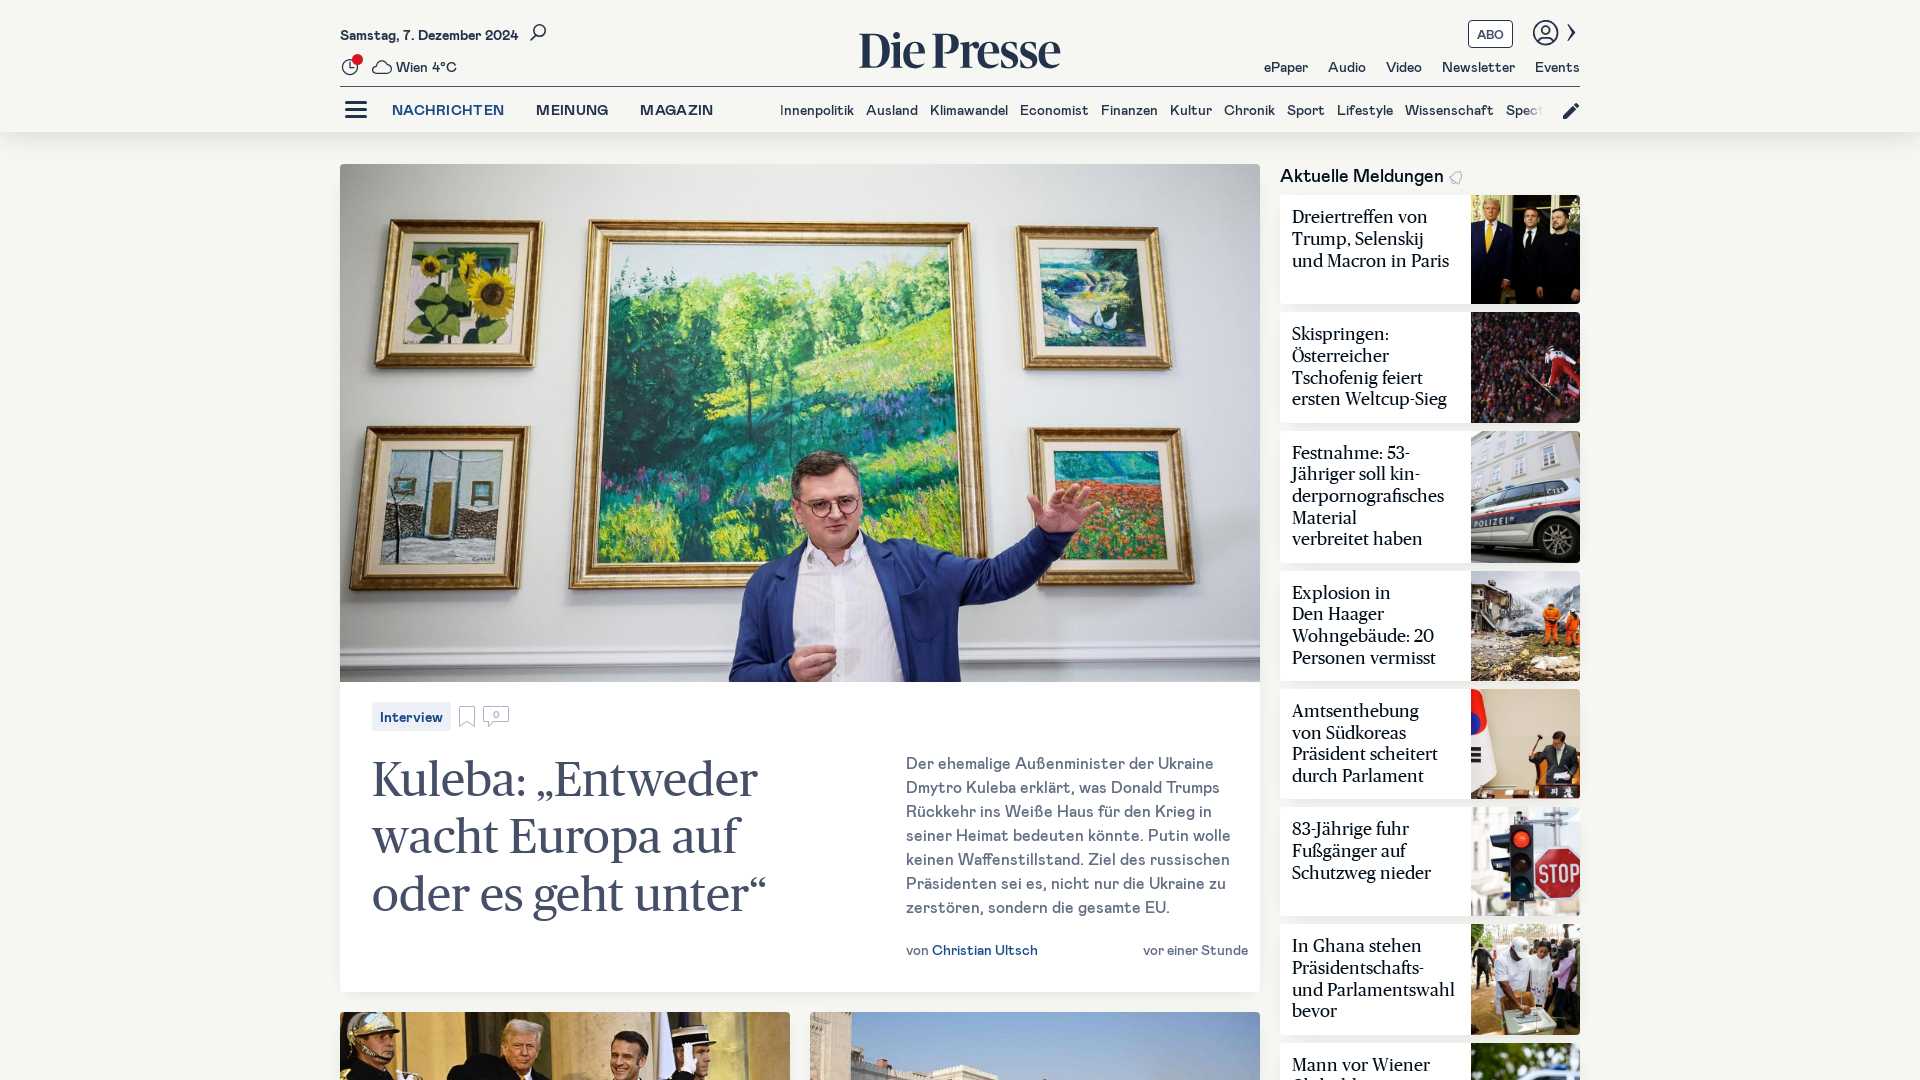 Samstag, 7. Dezember 2024
Wien 4°C
Die Presse
ABO
ePaper Audio Video Newsletter Events
NACHRICHTEN MEINUNG MAGAZIN
Innenpolitik Ausland Klimawandel Economist Finanzen Kultur Chronik Sport Lifestyle Wissenschaft
Interview
0
Kuleba: „Entweder
wacht Europa auf
oder es geht unter“
Der ehemalige Außenminister der Ukraine
Dmytro Kuleba erklärt, was Donald Trumps
Rückkehr ins Weiße Haus für den Krieg in
seiner Heimat bedeuten könnte. Putin wolle
keinen Waffenstillstand. Ziel des russischen
Präsidenten sei es, nicht nur die Ukraine zu
zerstören, sondern die gesamte EU.
von Christian Ultsch
vor einer Stunde
Aktuelle Meldungen
Dreiertreffen von
Trump, Selenskij
und Macron in Paris
Skispringen:
Österreicher
Tschofenig feiert
ersten Weltcup-Sieg
Festnahme: 53-
Jähriger soll kin-
derpornografisches
Material
verbreitet haben
POLIZEI
Explosion in
Den Haager
Wohngebäude: 20
Personen vermisst
Amtsenthebung
von Südkoreas
Präsident scheitert
durch Parlament
83-Jährige fuhr
Fußgänger auf
Schutzweg nieder
STOP
In Ghana stehen
Präsidentschafts-
und Parlamentswahl
bevor
Mann vor Wiener